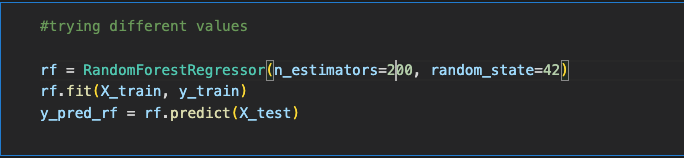 #trying different values
rf = RandomForestRegressor(n_estimators=200, random_state=42)
rf.fit(X_train, y_train)
y_pred_rf = rf.predict(X_test)